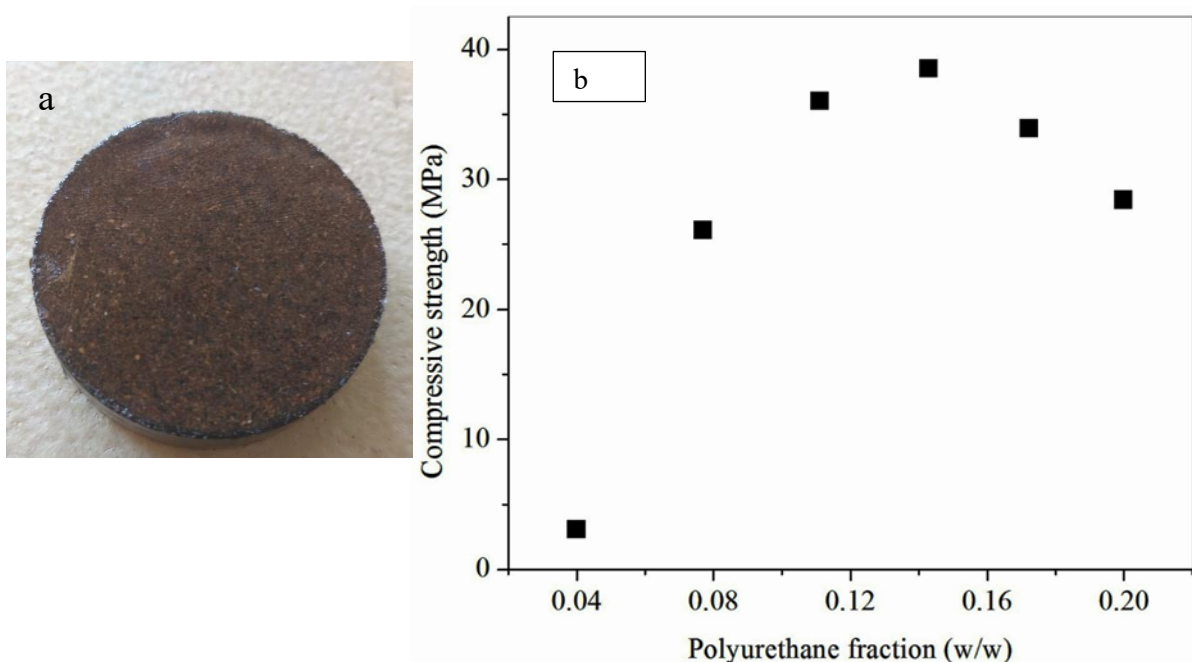 a
b
Compressive strength (MPa)
40
30
20
10
0
0.04 0.08 0.12 0.16 0.20
Polyurethane fraction (w/w)